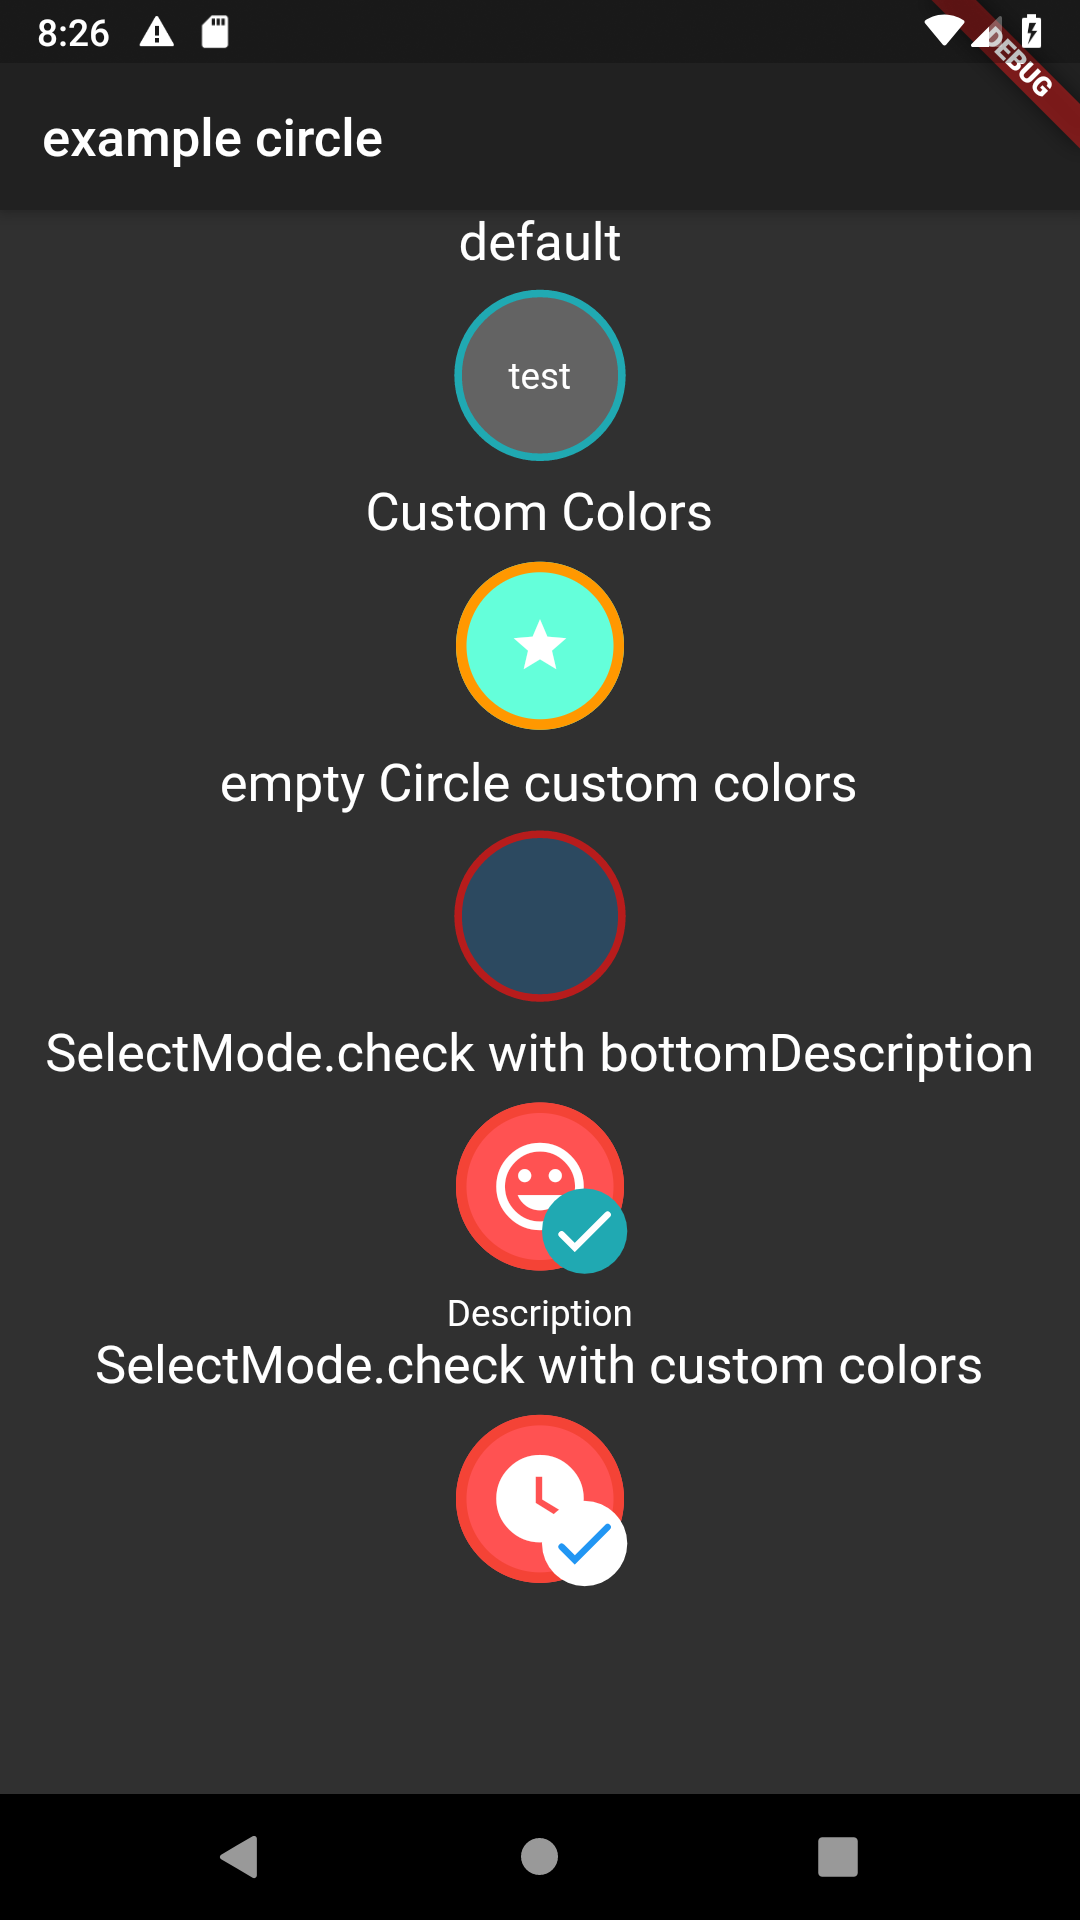 8:26
DEBUG
example circle
default
test
Custom Colors
empty Circle custom colors
SelectMode.check with bottomDescription
Description
SelectMode.check with custom colors